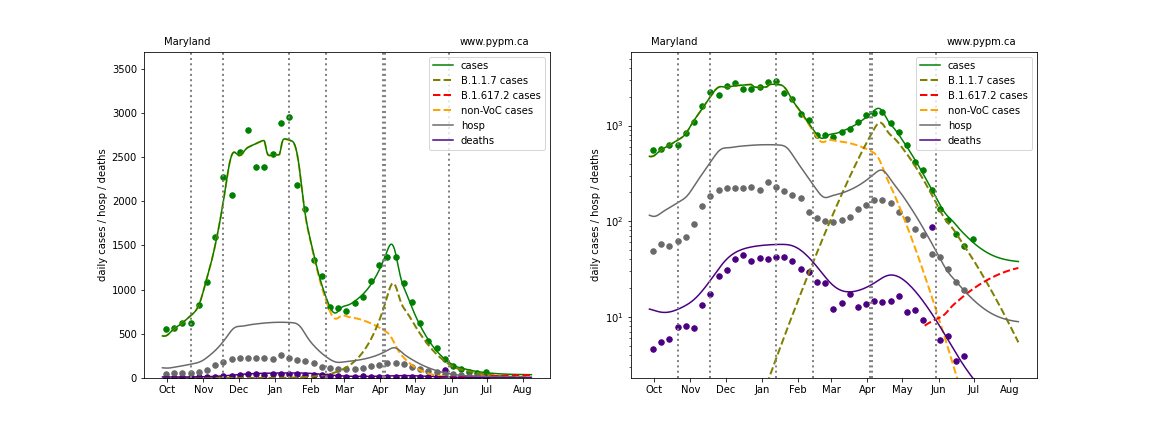 Maryland www.pypm.ca
3500
3000
2500
2000
1500
1000
500
0
daily cases / hosp / deaths
Oct Nov Dec Jan Feb Mar Apr May Jun Jul Aug
cases
B.1.1.7 cases
B.1.617.2 cases
non-VoC cases
hosp
deaths
Maryland www.pypm.ca
10³
10²
10¹
daily cases / hosp / deaths
Oct Nov Dec Jan Feb Mar Apr May Jun Jul Aug
cases
B.1.1.7 cases
B.1.617.2 cases
non-VoC cases
hosp
deaths